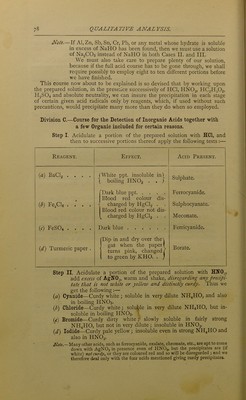 78 QUALITATIVE ANALYSIS.
Note.—If Al, Zn, Sb, Sn, Cr, Pb, or any metal whose hydrate is soluble
in excess of NaHO has been found, then we must use a solution
of Na2CO3 instead of NaHO in both Cases II. and III.
We must also take care to prepare plenty of our solution,
because if the full acid course has to be gone through, we shall
require possibly to employ eight to ten different portions before
we have finished.
This course now about to be explained is so devised that by working upon
the prepared solution, in the presence successively of HCl, HNO3, HC2H3O2,
H2SO4 and absolute neutrality, we can insure the precipitation in each stage
of certain given acid radicals only by reagents, which, if used without such
precautions, would precipitate many more than they do when so employed.
Division C.—Course for the Detection of Inorganic Acids together with
a few Organic included for certain reasons.
Step I. Acidulate a portion of the prepared solution with HCl, and
then to successive portions thereof apply the following tests:—
REAGENT. EFFECT. ACID PRESENT.
(a) BaCl2 . . . . White ppt. insoluble in boiling HNO3 . . Sulphate.
(b) Fe2Cl6 . . . . Dark blue ppt. . . . Ferrocyanide.
Blood red colour discharged by HgCl2 . . Sulphocyanate.
Blood red colour not discharged by HgCl2 . . Meconate.
(c) FeSO4 . . . . Dark blue . . . . Ferricyanide.
(d) Turmeric paper . Dip in and dry over the gas when the paper turns pink, changed to green by KHO. . Borate.
Step II. Acidulate a portion of the prepared solution with HNO3,
add excess of AgNO3, warm and shake, disregarding any precipi-
tate that is not white or yellow and distinctly curdy. Thus we
get the following:—
(a) Cyanide—Curdy white; soluble in very dilute NH4HO, and also
in boiling HNO3.
(b) Chloride—Curdy white; soluble in very dilute NH4HO, but in-
soluble in boiling HNO3.
(c) Bromide—Curdy dirty white; slowly soluble in fairly strong
NH4HO, but not in very dilute; insoluble in HNO3.
(d) Iodide—Curdy pale yellow; insoluble even in strong NH4HO and
also in HNO3.
Note.—Many other acids, such as ferrocyanide, oxalate, chromate, etc., are apt to come
down with AgNO3 in presence even of HNO3, but the precipitates are (if
white) not curdy, or they are coloured red and so will be disregarded; and we
therefore deal only with the four acids mentioned giving curdy precipitates.